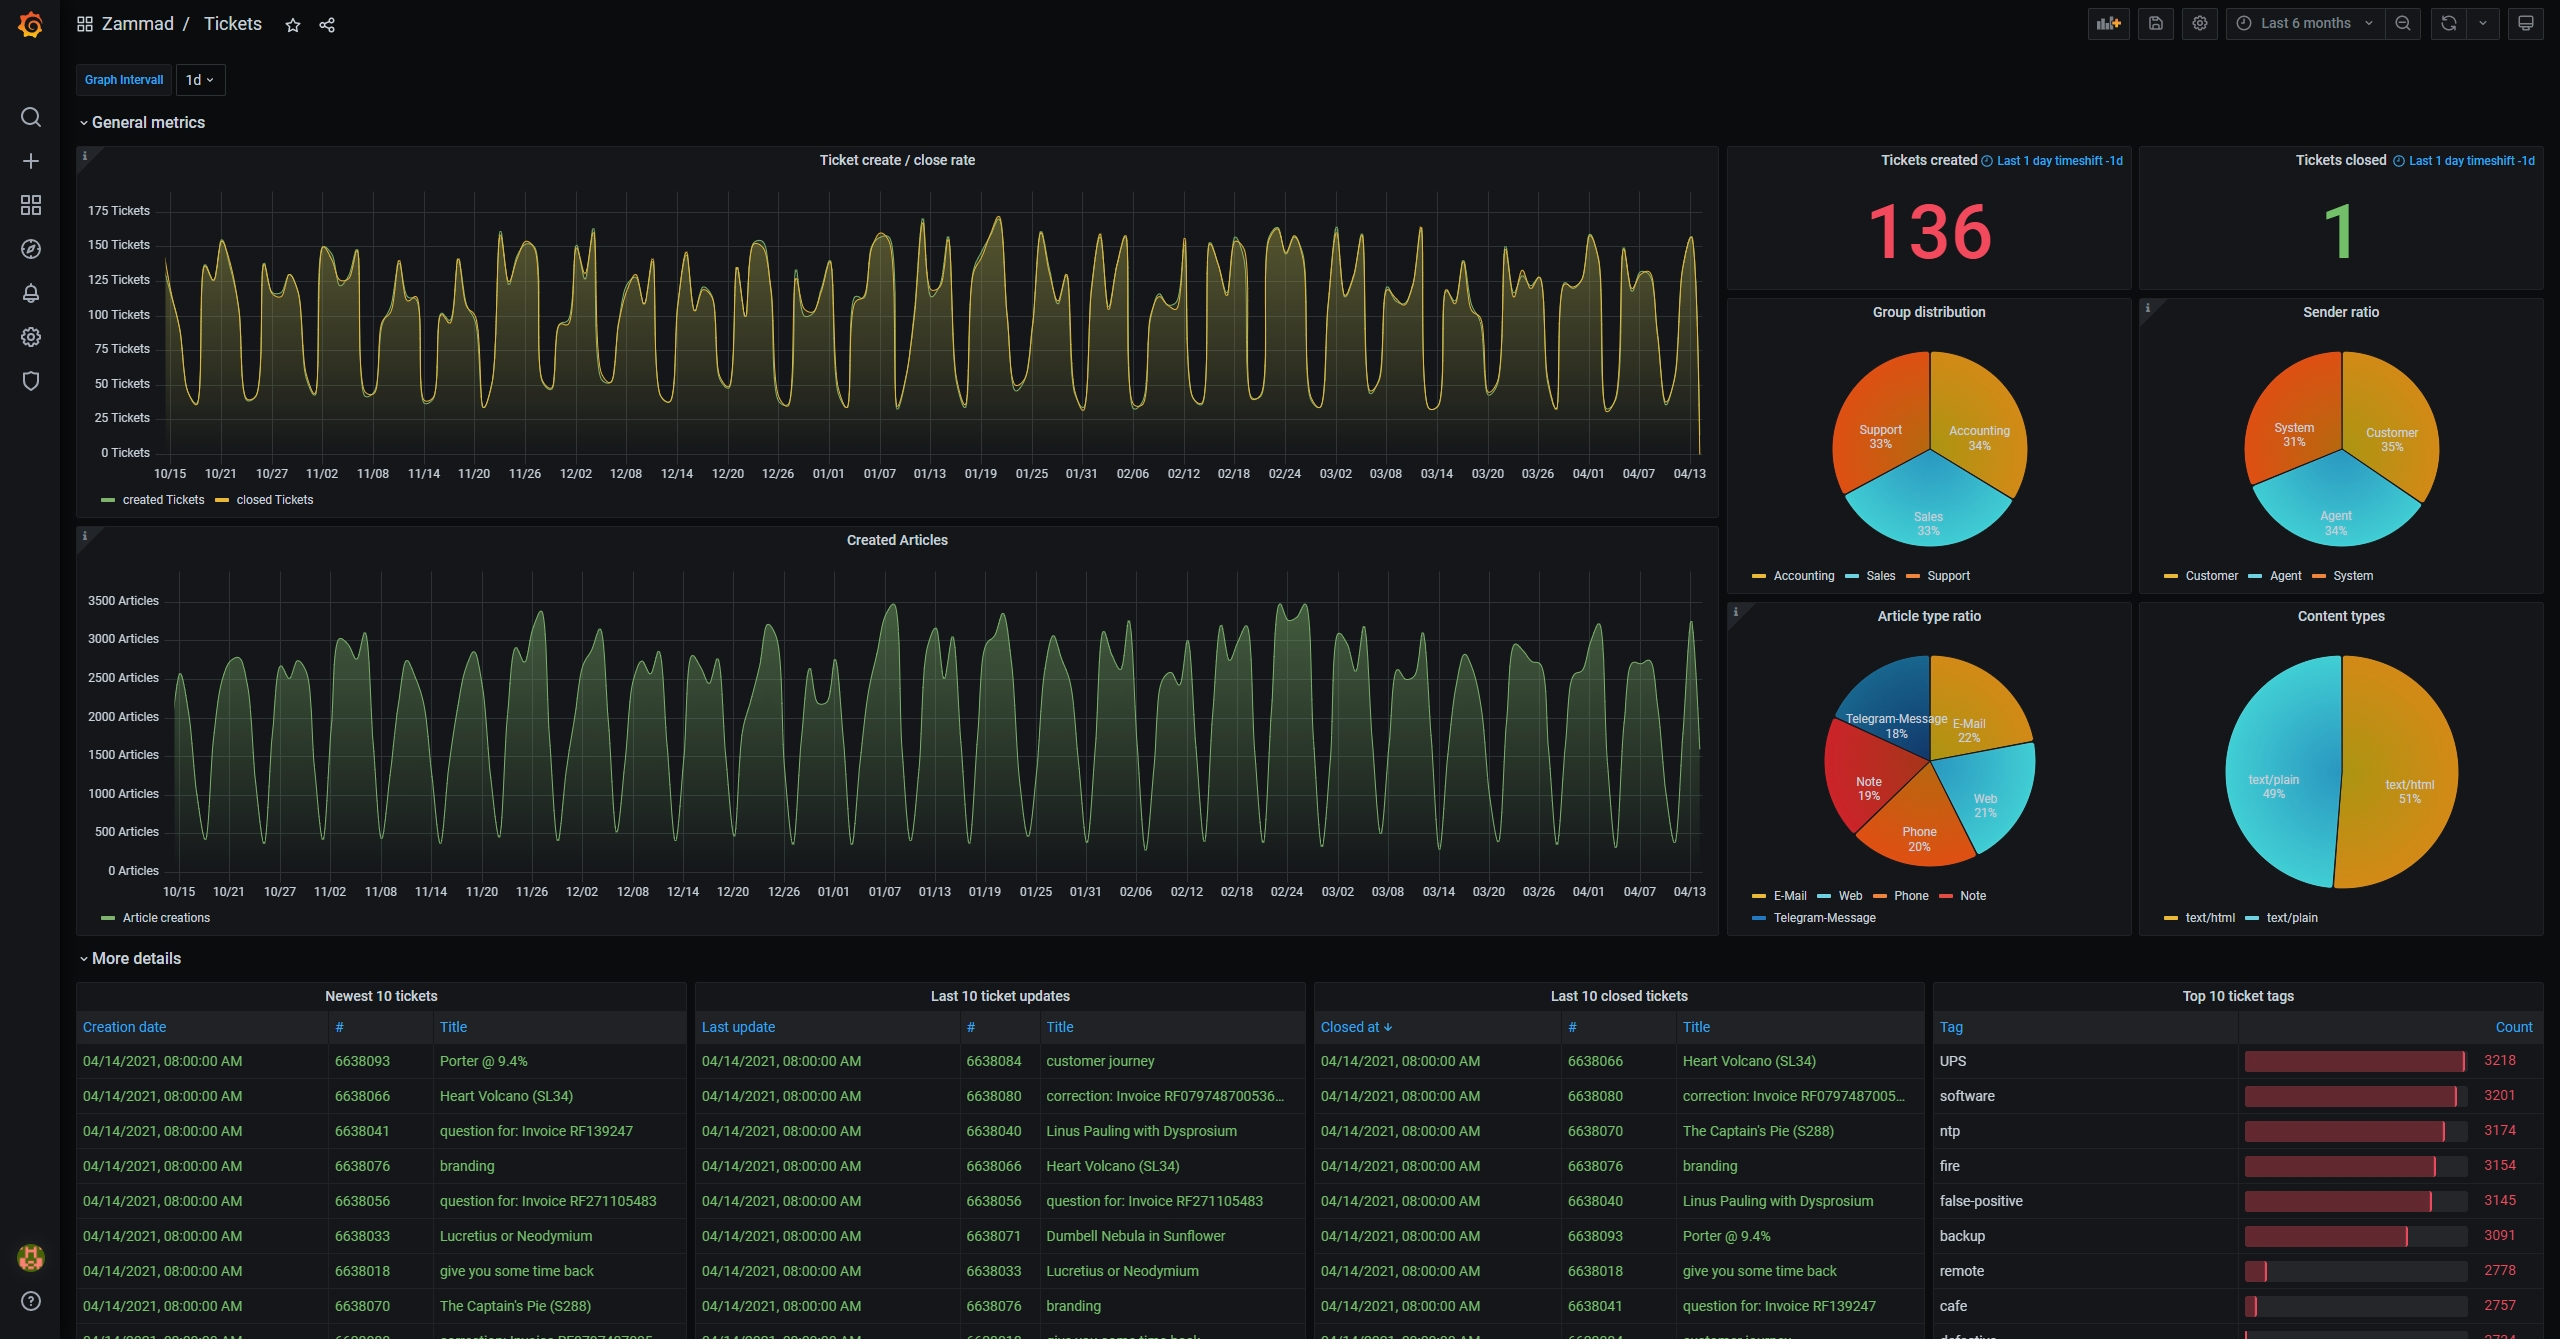 Zammad / Tickets
Last 6 months
Graph Intervall 1d
General metrics
Ticket create / close rate
175 Tickets
150 Tickets
125 Tickets
100 Tickets
75 Tickets
50 Tickets
25 Tickets
0 Tickets
10/15 10/21 10/27 11/02 11/08 11/14 11/20 11/26 12/02 12/08 12/14 12/20 12/26 01/01 01/07 01/13 01/19 01/25 01/31 02/06 02/12 02/18 02/24 03/02 03/08 03/14 03/20 03/26 04/01 04/07 04/13
created Tickets closed Tickets
Tickets created Last 1 day timeshift -1d
136
Tickets closed Last 1 day timeshift -1d
1
Group distribution
Support
33%
Accounting
34%
Sales
33%
Accounting Sales Support
Sender ratio
System
31%
Customer
35%
Agent
34%
Customer Agent System
Created Articles
3500 Articles
3000 Articles
2500 Articles
2000 Articles
1500 Articles
1000 Articles
500 Articles
0 Articles
10/15 10/21 10/27 11/02 11/08 11/14 11/20 11/26 12/02 12/08 12/14 12/20 12/26 01/01 01/07 01/13 01/19 01/25 01/31 02/06 02/12 02/18 02/24 03/02 03/08 03/14 03/20 03/26 04/01 04/07 04/13
Article creations
Article type ratio
Telegram-Message
18%
E-Mail
22%
Note
19%
Web
21%
Phone
20%
E-Mail Web Phone Note
Telegram-Message
Content types
text/plain
49%
text/html
51%
text/html text/plain
More details
Newest 10 tickets
Creation date # Title
04/14/2021, 08:00:00 AM 6638093 Porter @ 9.4%
04/14/2021, 08:00:00 AM 6638066 Heart Volcano (SL34)
04/14/2021, 08:00:00 AM 6638041 question for: Invoice RF139247
04/14/2021, 08:00:00 AM 6638076 branding
04/14/2021, 08:00:00 AM 6638056 question for: Invoice RF271105483
04/14/2021, 08:00:00 AM 6638033 Lucretius or Neodymium
04/14/2021, 08:00:00 AM 6638018 give you some time back
04/14/2021, 08:00:00 AM 6638070 The Captain's Pie (S288)
Last 10 ticket updates
Last update # Title
04/14/2021, 08:00:00 AM 6638084 customer journey
04/14/2021, 08:00:00 AM 6638080 correction: Invoice RF079748700536…
04/14/2021, 08:00:00 AM 6638040 Linus Pauling with Dysprosium
04/14/2021, 08:00:00 AM 6638066 Heart Volcano (SL34)
04/14/2021, 08:00:00 AM 6638056 question for: Invoice RF271105483
04/14/2021, 08:00:00 AM 6638071 Dumbell Nebula in Sunflower
04/14/2021, 08:00:00 AM 6638033 Lucretius or Neodymium
04/14/2021, 08:00:00 AM 6638076 branding
Last 10 closed tickets
Closed at # Title
04/14/2021, 08:00:00 AM 6638066 Heart Volcano (SL34)
04/14/2021, 08:00:00 AM 6638080 correction: Invoice RF0797487005…
04/14/2021, 08:00:00 AM 6638070 The Captain's Pie (S288)
04/14/2021, 08:00:00 AM 6638076 branding
04/14/2021, 08:00:00 AM 6638040 Linus Pauling with Dysprosium
04/14/2021, 08:00:00 AM 6638093 Porter @ 9.4%
04/14/2021, 08:00:00 AM 6638018 give you some time back
04/14/2021, 08:00:00 AM 6638041 question for: Invoice RF139247
Top 10 ticket tags
Tag Count
UPS 3218
software 3201
ntp 3174
fire 3154
false-positive 3145
backup 3091
remote 2778
cafe 2757